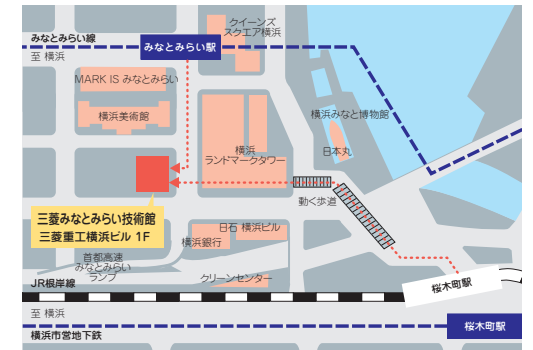 クイーンズ
スクエア横浜
みなとみらい線
みなとみらい駅
至 横浜
MARK IS みなとみらい
横浜美術館
横浜みなと博物館
横浜
ランドマークタワー
日本丸
動く歩道
三菱みなとみらい技術館
三菱重工横浜ビル 1F
日石 横浜ビル
横浜銀行
首都高速
みなとみらい
ランプ
クリーンセンター
JR根岸線
桜木町駅
至 横浜
桜木町駅
横浜市営地下鉄